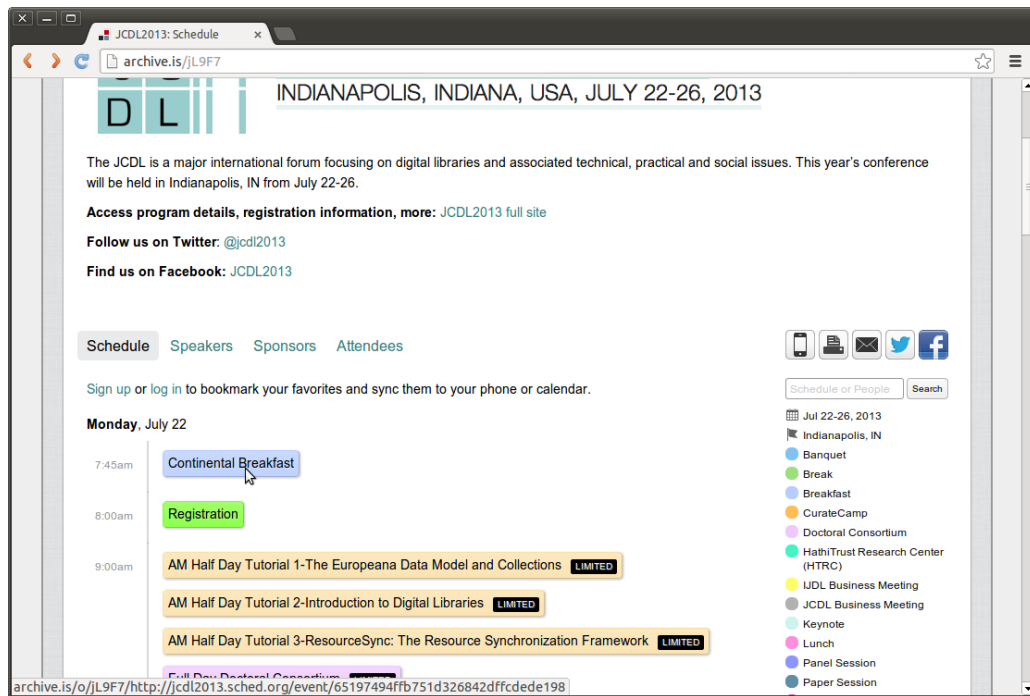 JCDL2013: Schedule
archive.is/jL9F7
D L
INDIANAPOLIS, INDIANA, USA, JULY 22-26, 2013
The JCDL is a major international forum focusing on digital libraries and associated technical, practical and social issues. This year's conference
will be held in Indianapolis, IN from July 22-26.
Access program details, registration information, more: JCDL2013 full site
Follow us on Twitter: @jcdl2013
Find us on Facebook: JCDL2013
Schedule Speakers Sponsors Attendees
Sign up or log in to bookmark your favorites and sync them to your phone or calendar.
Monday, July 22
7:45am Continental Breakfast
8:00am Registration
9:00am AM Half Day Tutorial 1-The Europeana Data Model and Collections LIMITED
AM Half Day Tutorial 2-Introduction to Digital Libraries LIMITED
AM Half Day Tutorial 3-ResourceSync: The Resource Synchronization Framework LIMITED
Full Day Doctoral Consortium LIMITED
Schedule or People Search
Jul 22-26, 2013
Indianapolis, IN
Banquet
Break
Breakfast
CurateCamp
Doctoral Consortium
HathiTrust Research Center
(HTRC)
IJDL Business Meeting
JCDL Business Meeting
Keynote
Lunch
Panel Session
Paper Session
archive.is/o/jL9F7/http://jcdl2013.sched.org/event/65197494ffb751d326842dffcdede198